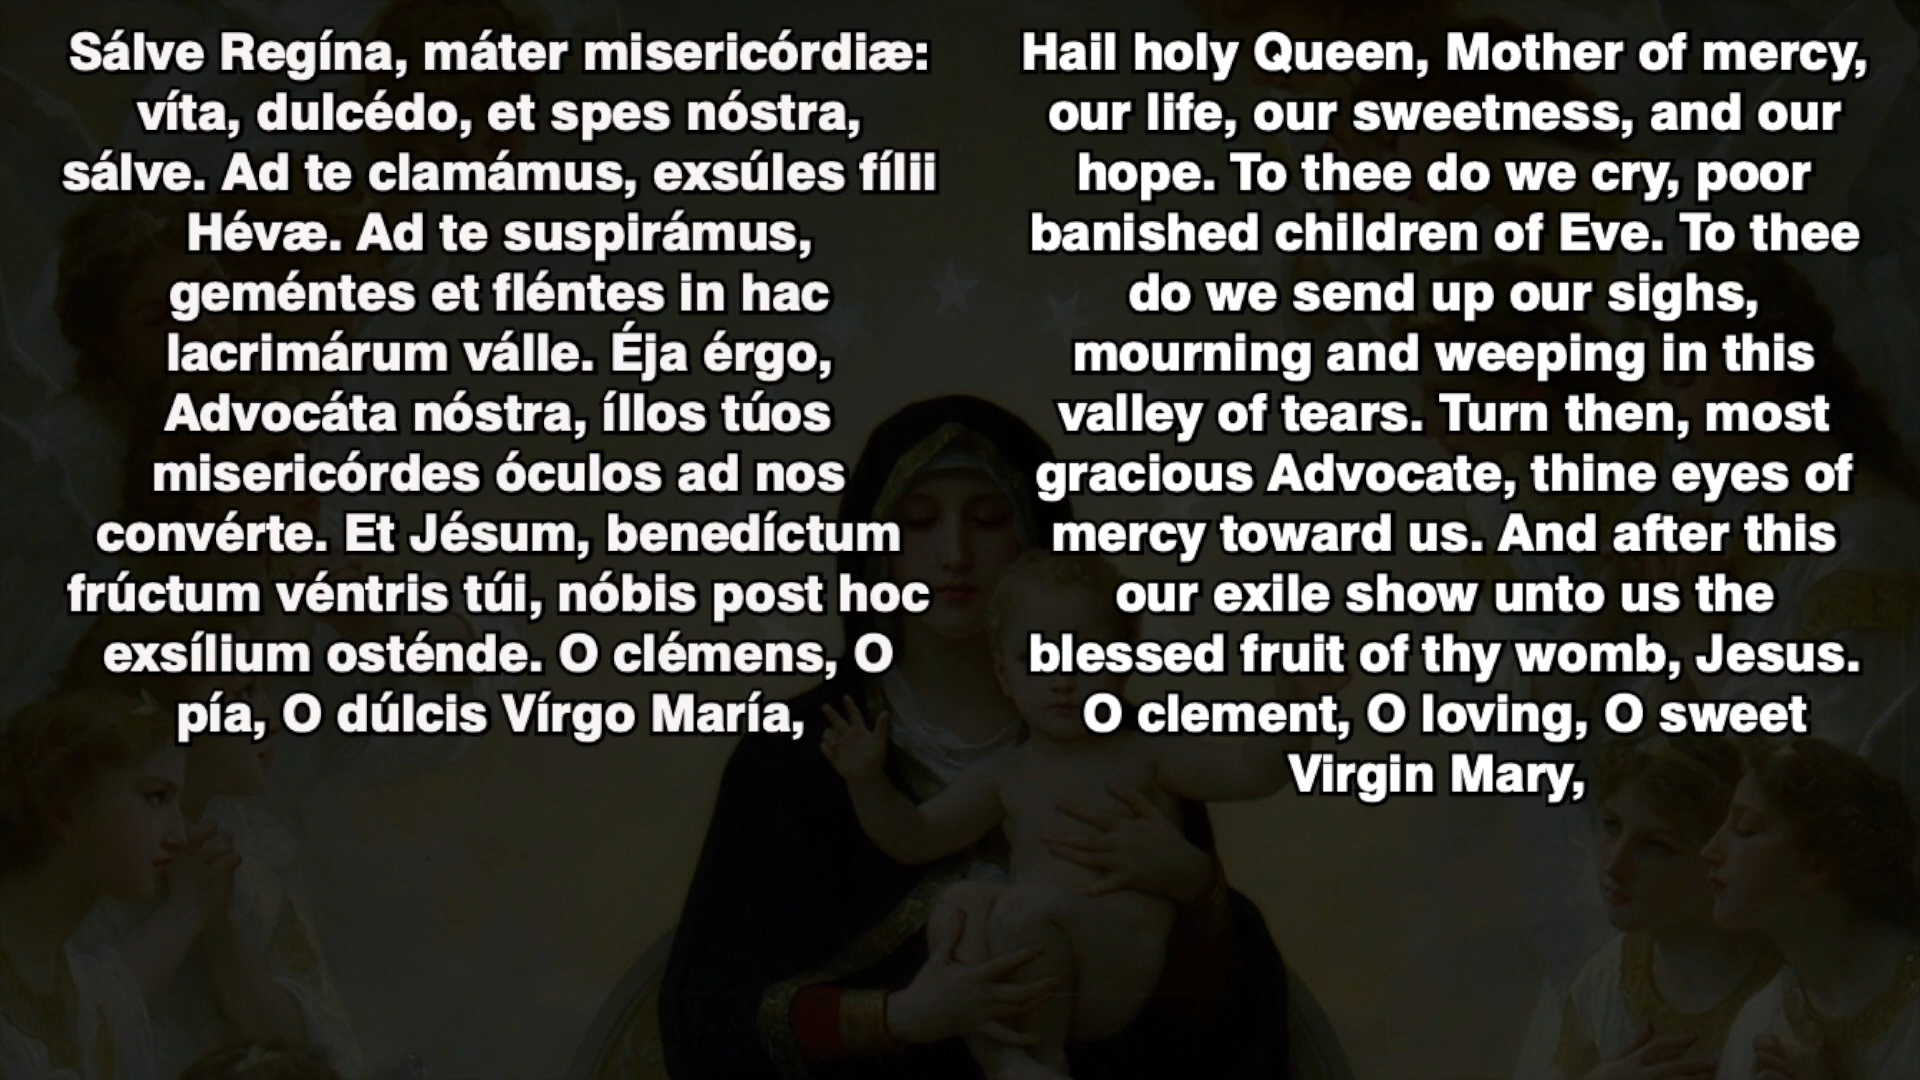 Sálve Regína, máter misericórdiæ:
víta, dulcédo, et spes nóstra,
sálve. Ad te clamámus, exsúles fílii
Hévæ. Ad te suspirámus,
geméntes et fléntes in hac
lacrimárum válle. Éja érgo,
Advocáta nóstra, íllos túos
misericórdes óculos ad nos
convérte. Et Jésum, benedíctum
frúctum véntris túi, nóbis post hoc
exsílium osténde. O clémens, O
pía, O dúlcis Vírgo María,
Hail holy Queen, Mother of mercy,
our life, our sweetness, and our
hope. To thee do we cry, poor
banished children of Eve. To thee
do we send up our sighs,
mourning and weeping in this
valley of tears. Turn then, most
gracious Advocate, thine eyes of
mercy toward us. And after this
our exile show unto us the
blessed fruit of thy womb, Jesus.
O clement, O loving, O sweet
Virgin Mary,